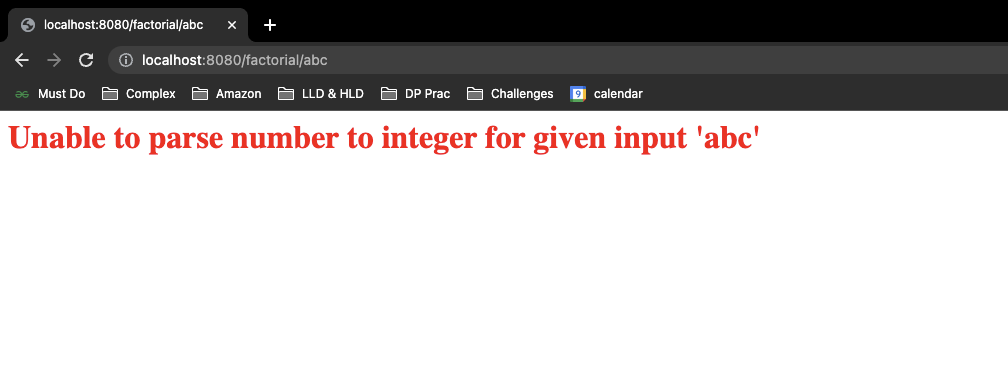 localhost:8080/factorial/abc
localhost:8080/factorial/abc
Must Do Complex Amazon LLD & HLD DP Prac Challenges 9 calendar
Unable to parse number to integer for given input 'abc'